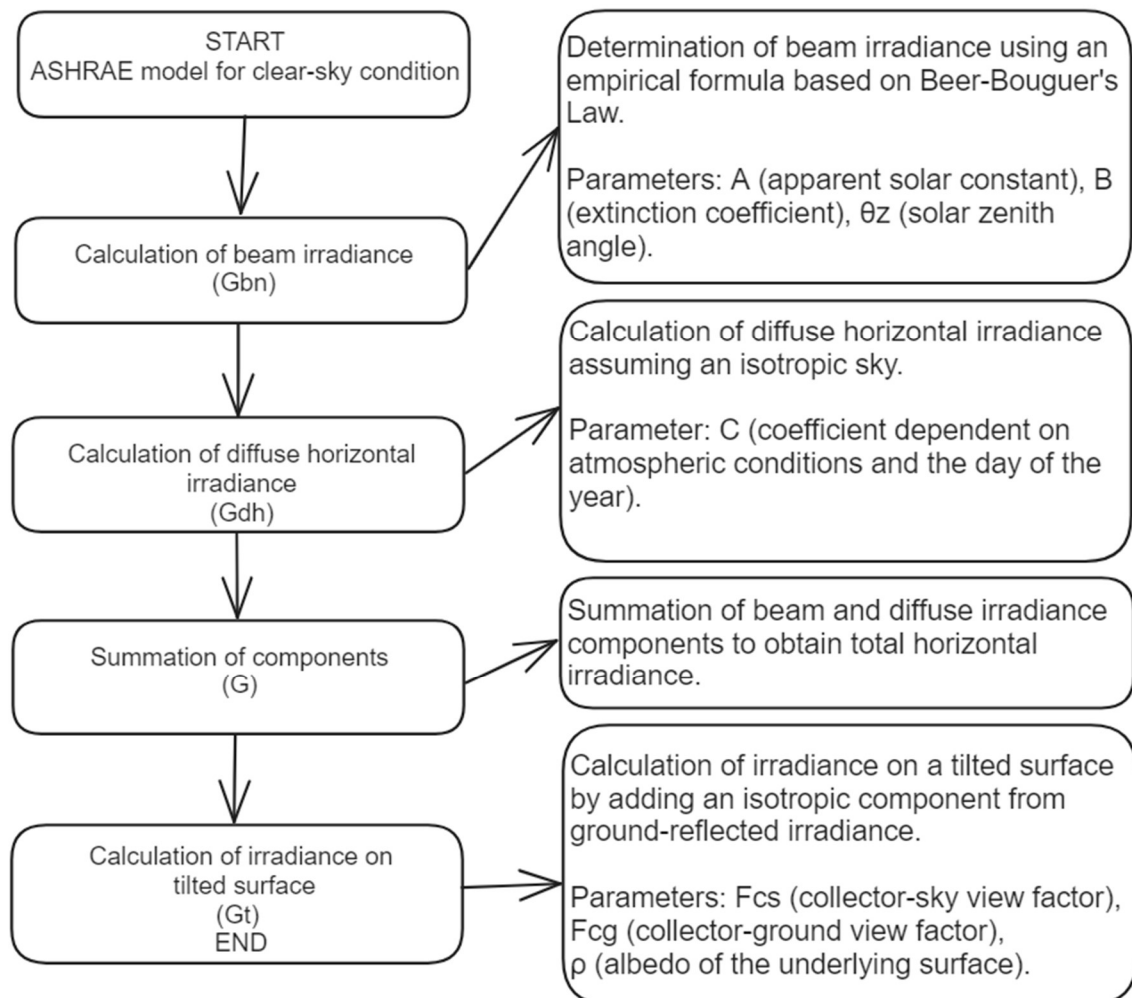 START
ASHRAE model for clear-sky condition
Determination of beam irradiance using an
empirical formula based on Beer-Bouguer's
Law.
Parameters: A (apparent solar constant), B
(extinction coefficient), θz (solar zenith
angle).
Calculation of beam irradiance
(Gbn)
Calculation of diffuse horizontal irradiance
assuming an isotropic sky.
Parameter: C (coefficient dependent on
atmospheric conditions and the day of the
year).
Calculation of diffuse horizontal
irradiance
(Gdh)
Summation of beam and diffuse irradiance
components to obtain total horizontal
irradiance.
Summation of components
(G)
Calculation of irradiance on a tilted surface
by adding an isotropic component from
ground-reflected irradiance.
Parameters: Fcs (collector-sky view factor),
Fcg (collector-ground view factor),
ρ (albedo of the underlying surface).
Calculation of irradiance on
tilted surface
(Gt)
END